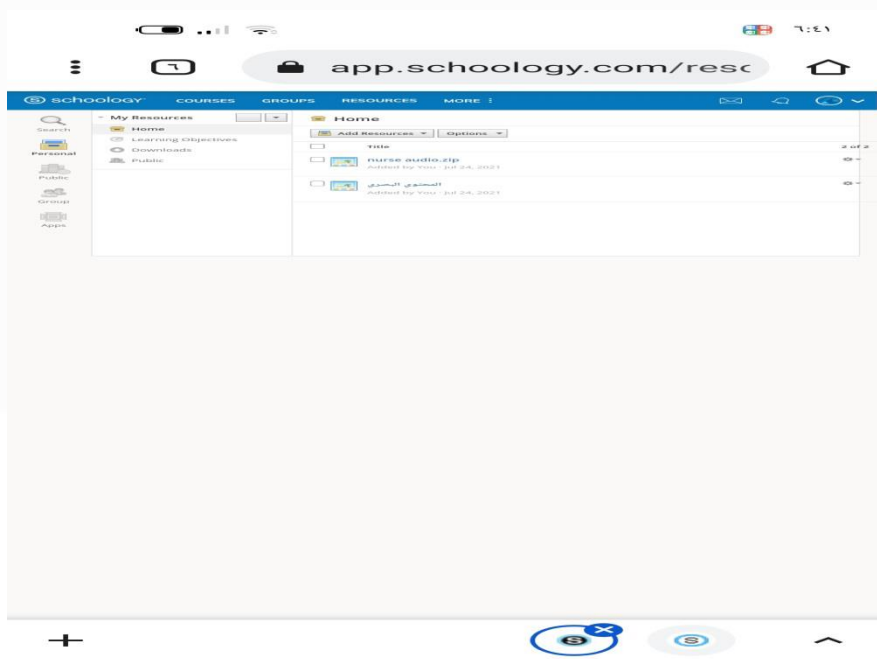 ٦:٤١
٦
app.schoology.com/resc
schoology COURSES GROUPS RESOURCES MORE
Search
Personal
Public
Group
Apps
My Resources
Home
Learning Objectives
Downloads
Public
Home
Add Resources Options
Title 2 of 2
nurse audio.zip
Added by You · Jul 24, 2021
المحتوي البصري
Added by You · Jul 24, 2021